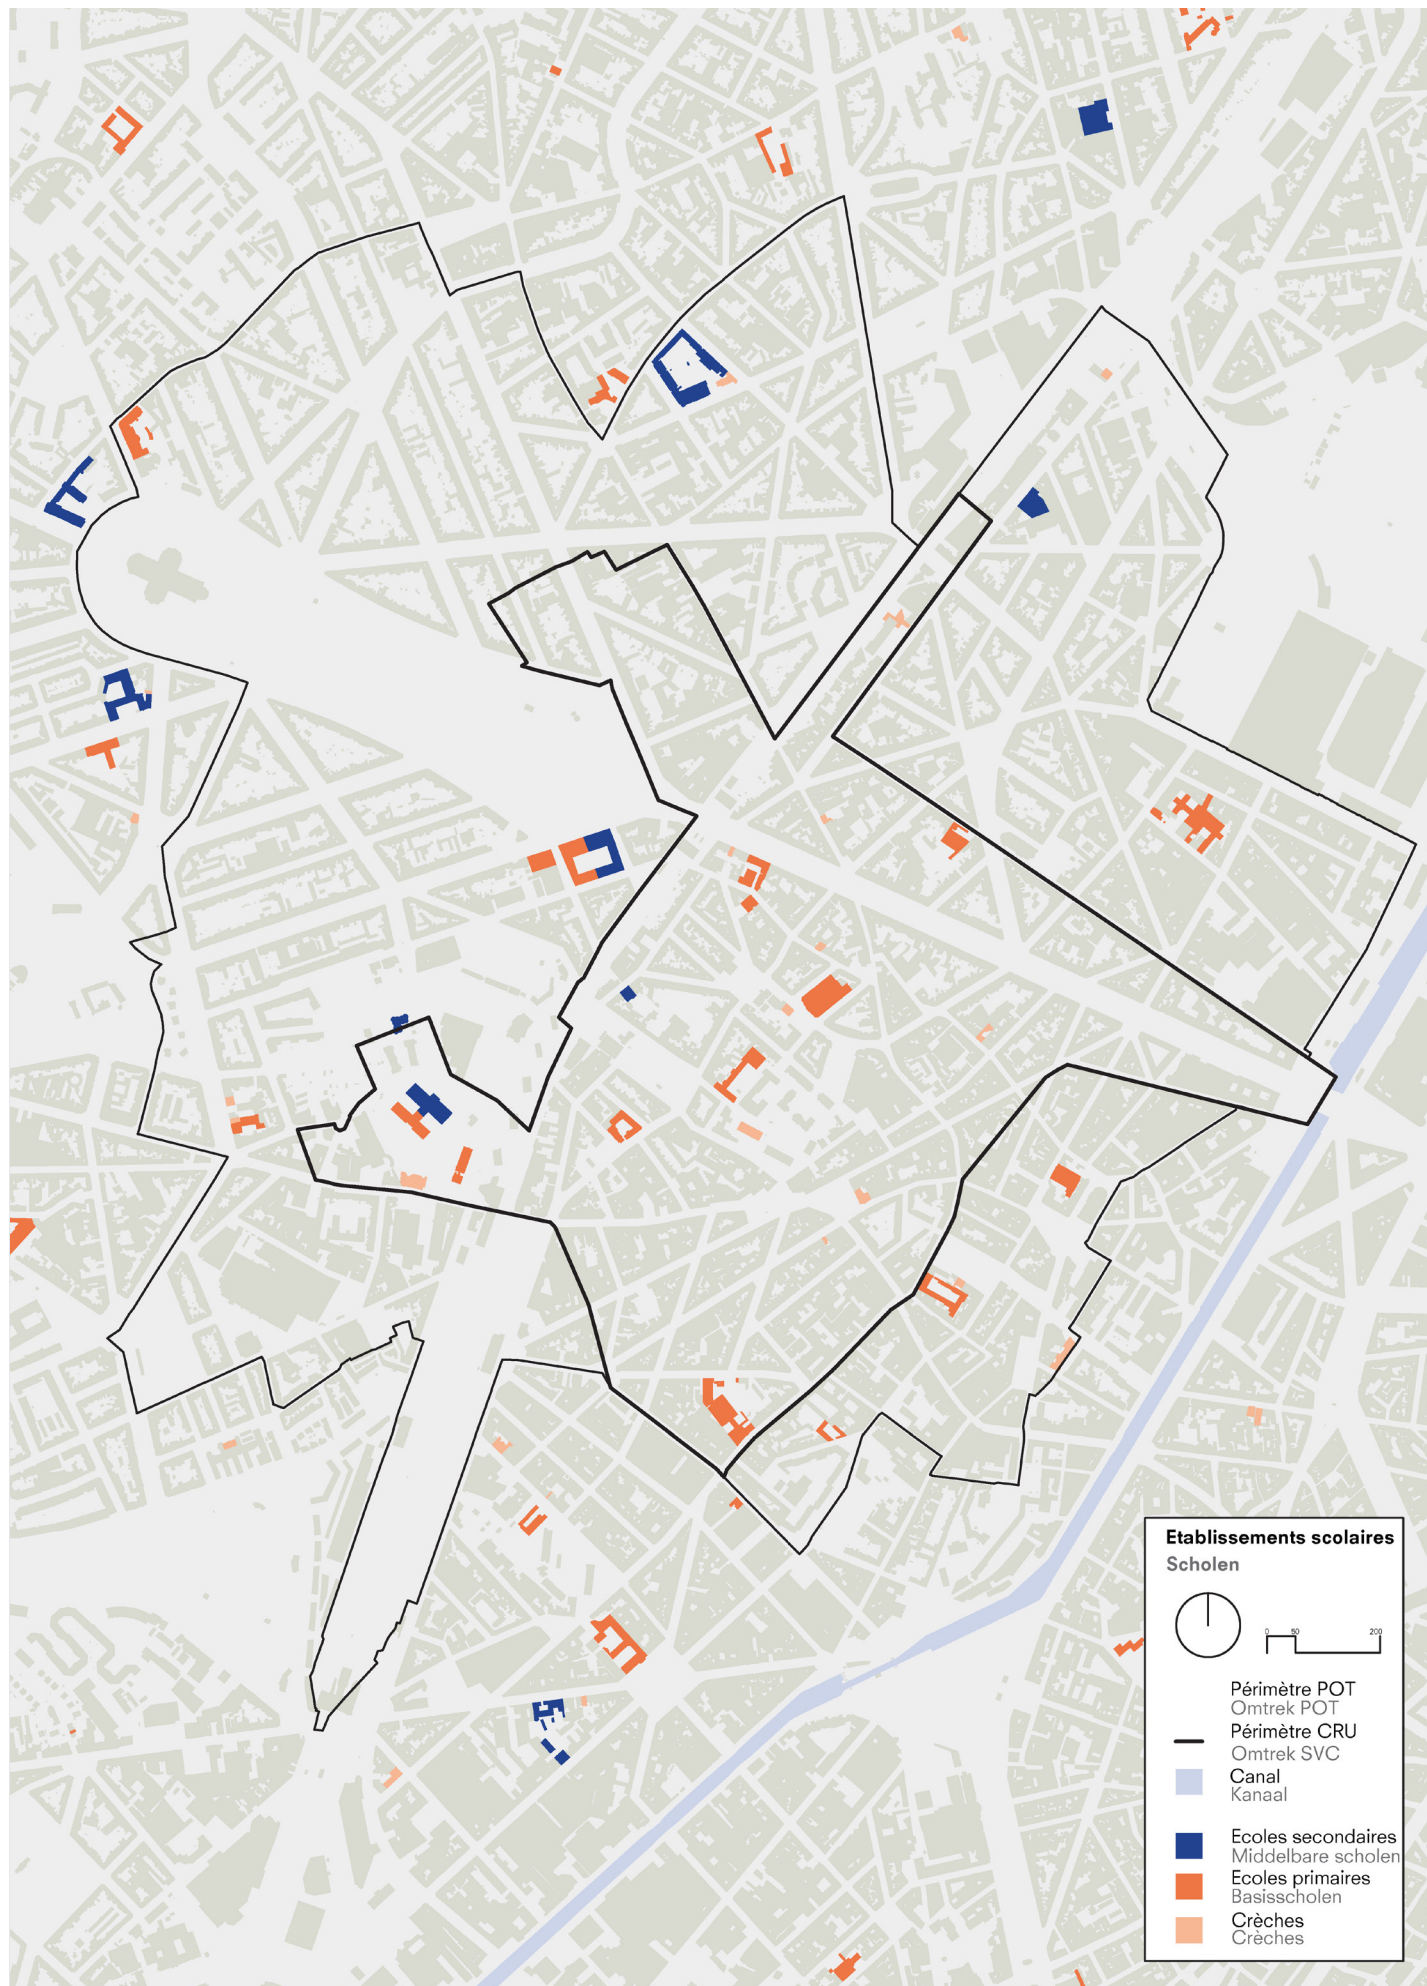 Etablissements scolaires
Scholen
0 50 200
Périmètre POT
Omtrek POT
Périmètre CRU
Omtrek SVC
Canal
Kanaal
Ecoles secondaires
Middelbare scholen
Ecoles primaires
Basisscholen
Crèches
Crèches